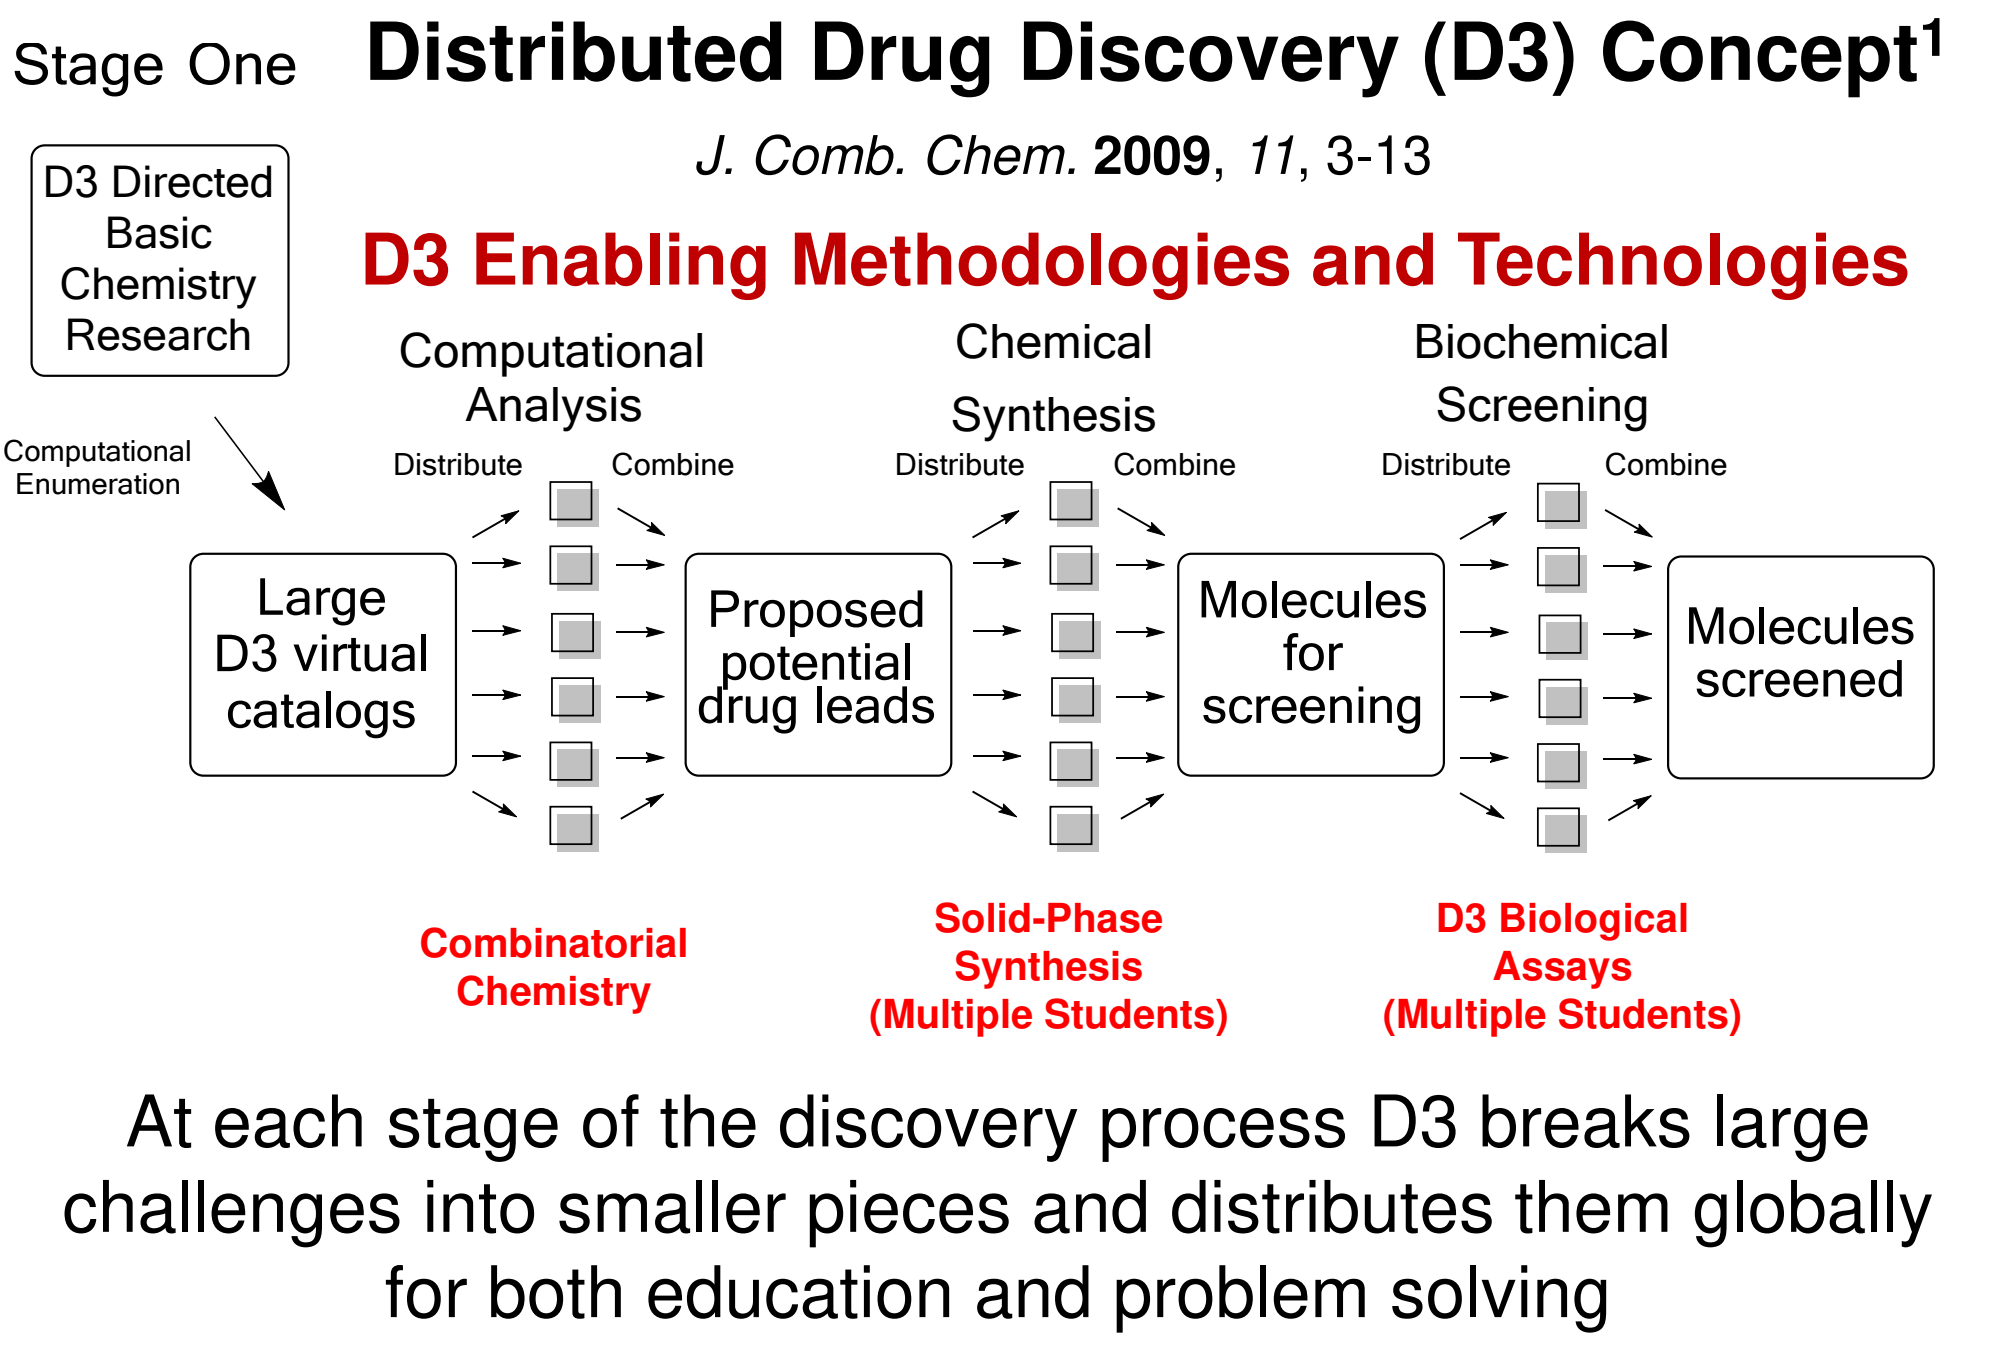 Stage One
Distributed Drug Discovery (D3) Concept¹
J. Comb. Chem. 2009, 11, 3-13
D3 Directed
Basic
Chemistry
Research
D3 Enabling Methodologies and Technologies
Computational
Enumeration
Computational
Analysis
Chemical
Synthesis
Biochemical
Screening
Distribute
Combine
Distribute
Combine
Distribute
Combine
Large
D3 virtual
catalogs
Proposed
potential
drug leads
Molecules
for
screening
Molecules
screened
Combinatorial
Chemistry
Solid-Phase
Synthesis
(Multiple Students)
D3 Biological
Assays
(Multiple Students)
At each stage of the discovery process D3 breaks large
challenges into smaller pieces and distributes them globally
for both education and problem solving